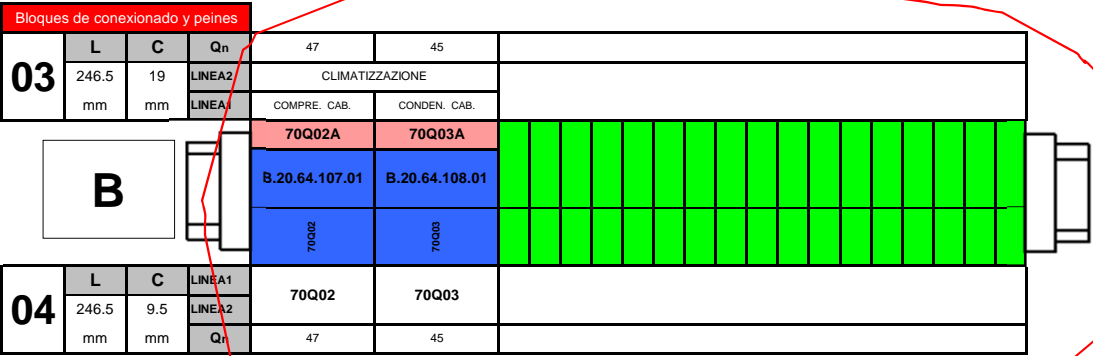 Bloques de conexionado y peines
03 L C Qn 47 45
246.5 19 LINEA2 CLIMATIZZAZIONE
mm mm LINEA1 COMPRE. CAB. CONDEN. CAB.
70Q02A 70Q03A
B B.20.64.107.01 B.20.64.108.01
70Q02 70Q03
04 L C LINEA1 70Q02 70Q03
246.5 9.5 LINEA2
mm mm Qn 47 45